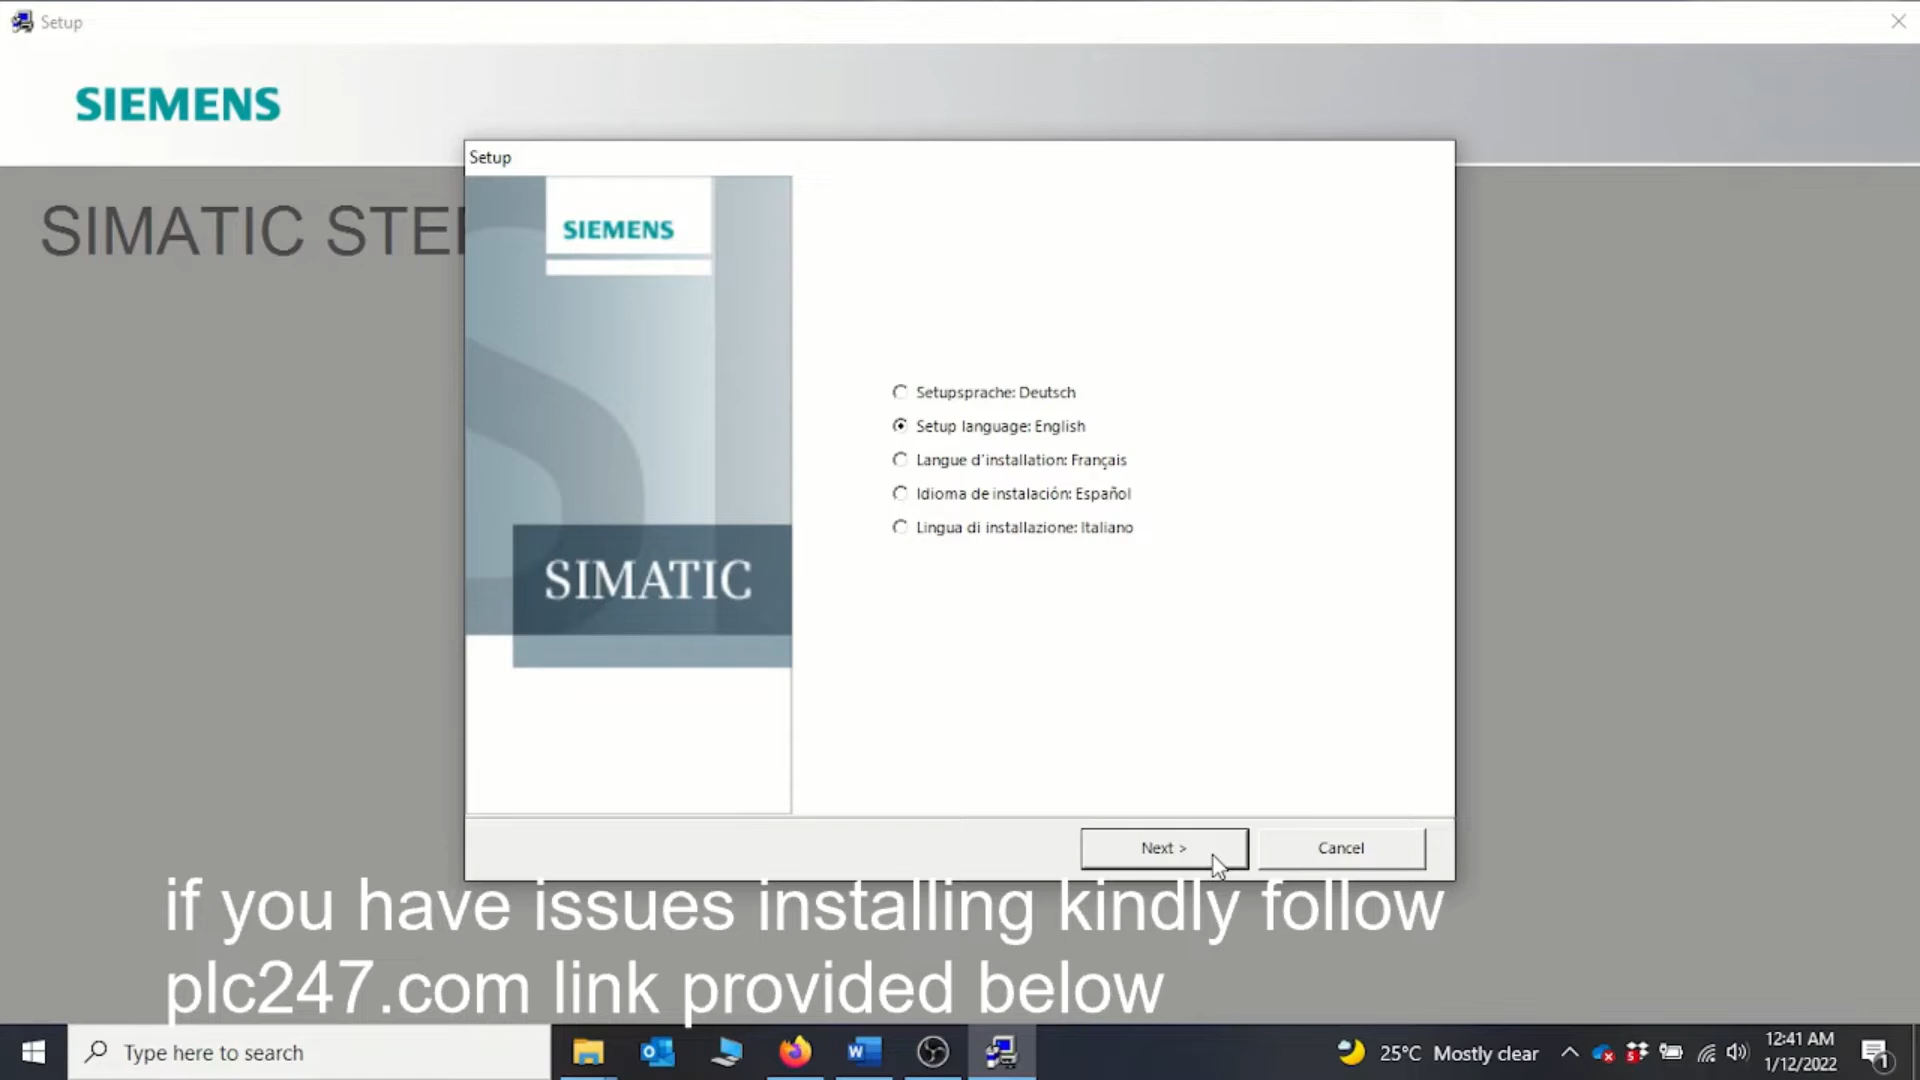 Setup
SIEMENS
SIMATIC STE
Setup
SIEMENS
SIMATIC
Setupsprache: Deutsch
Setup language: English
Langue d'installation: Français
Idioma de instalación: Español
Lingua di installazione: Italiano
Next >
Cancel
if you have issues installing kindly follow
plc247.com link provided below
Type here to search
25°C Mostly clear
12:41 AM
1/12/2022
1